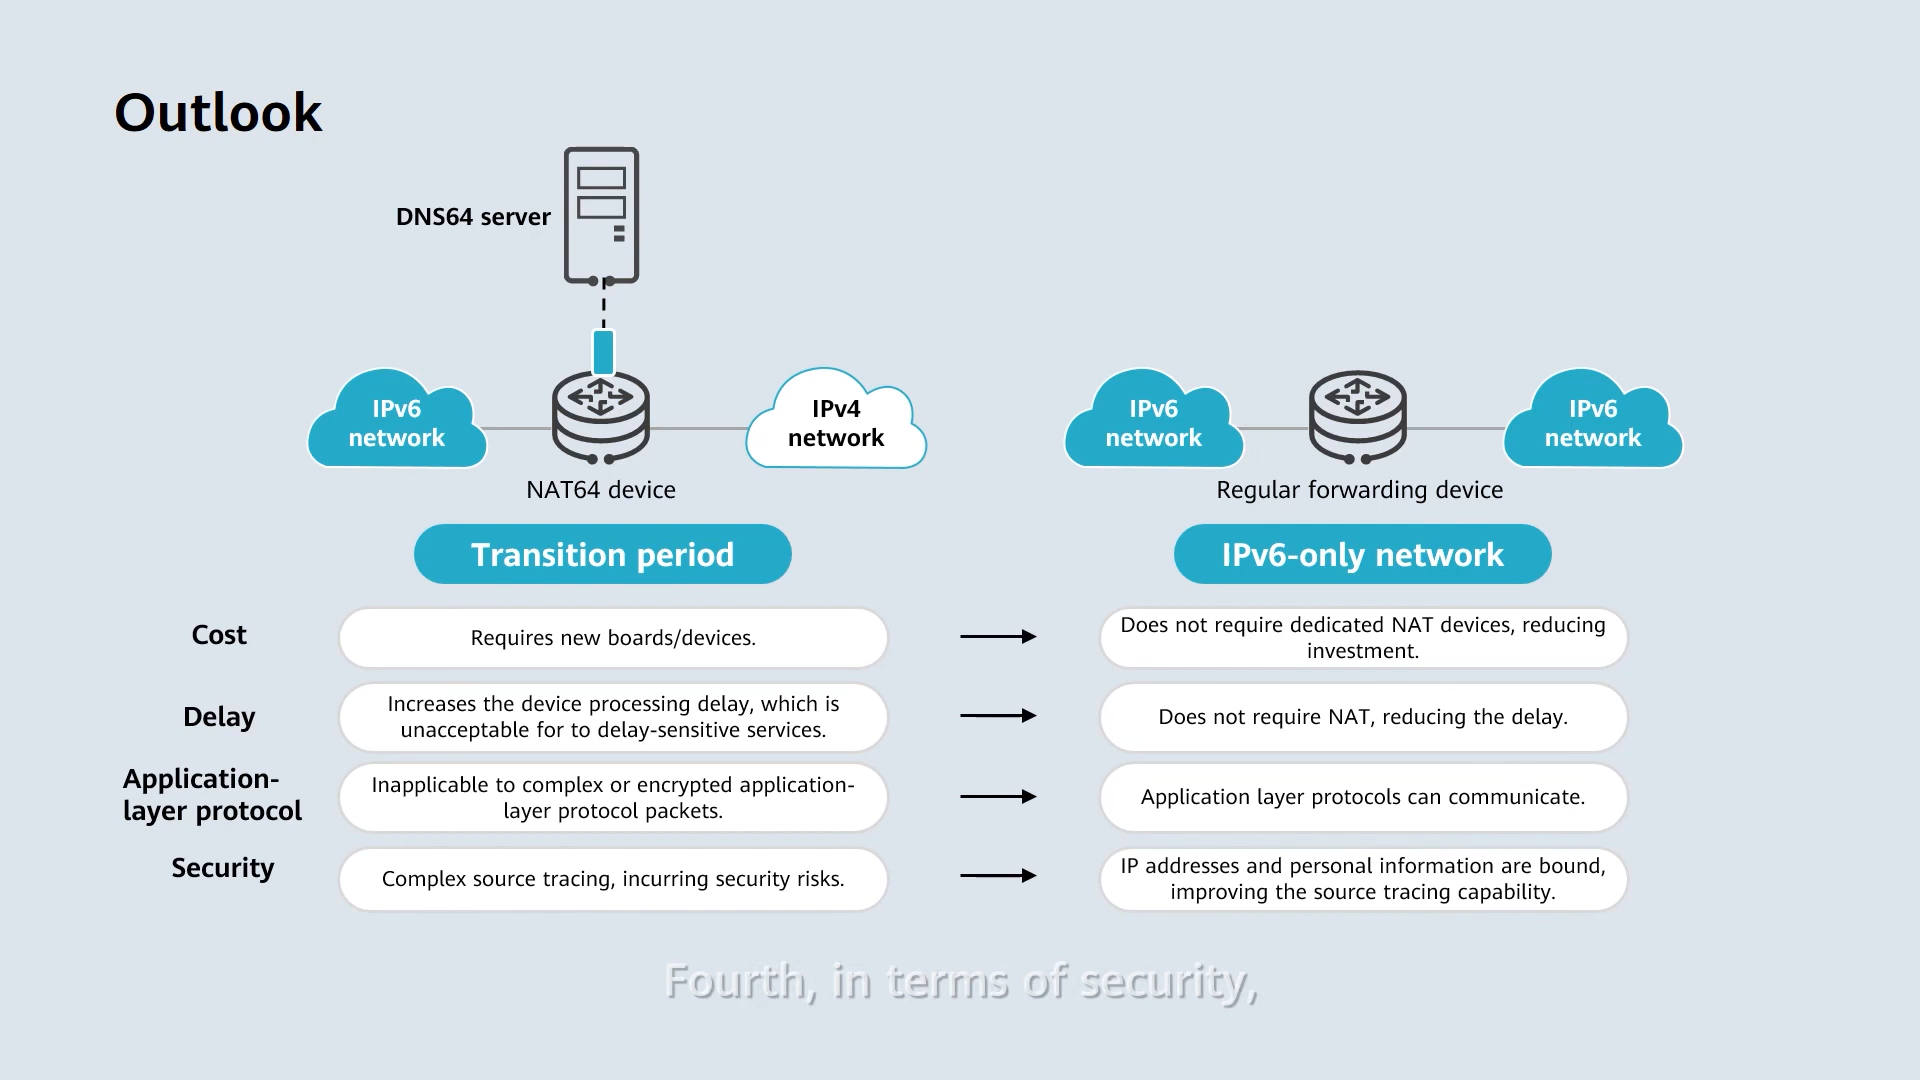 Outlook
DNS64 server
IPv6
network
IPv4
network
IPv6
network
IPv6
network
NAT64 device
Regular forwarding device
Transition period
IPv6-only network
Cost
Requires new boards/devices.
Does not require dedicated NAT devices, reducing
investment.
Delay
Increases the device processing delay, which is
unacceptable for to delay-sensitive services.
Does not require NAT, reducing the delay.
Application-
layer protocol
Inapplicable to complex or encrypted application-
layer protocol packets.
Application layer protocols can communicate.
Security
Complex source tracing, incurring security risks.
IP addresses and personal information are bound,
improving the source tracing capability.
Fourth, in terms of security,